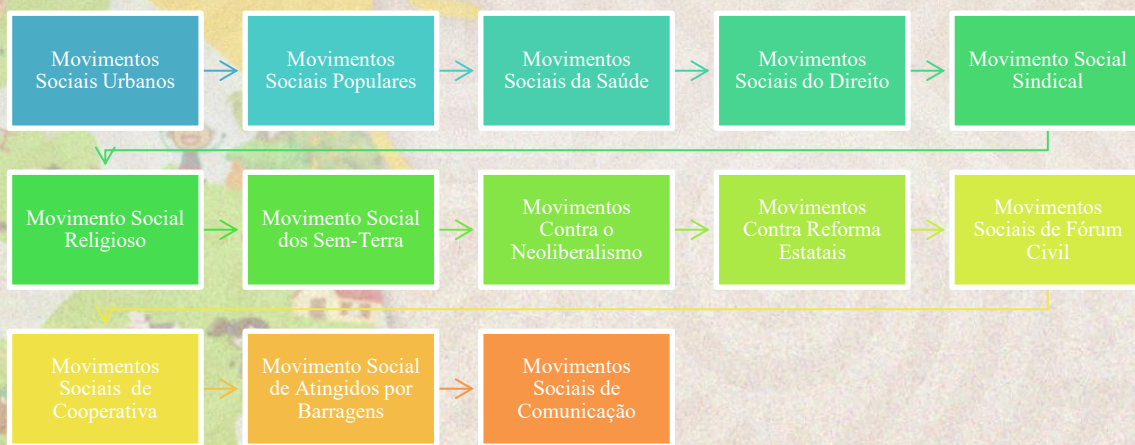 Movimentos
Sociais Urbanos
Movimentos
Sociais Populares
Movimentos
Sociais da Saúde
Movimentos
Sociais do Direito
Movimento Social
Sindical
Movimento Social
Religioso
Movimento Social
dos Sem-Terra
Movimentos
Contra o
Neoliberalismo
Movimentos
Contra Reforma
Estatais
Movimentos
Sociais de Fórum
Civil
Movimentos
Sociais de
Cooperativa
Movimento Social
de Atingidos por
Barragens
Movimentos
Sociais de
Comunicação